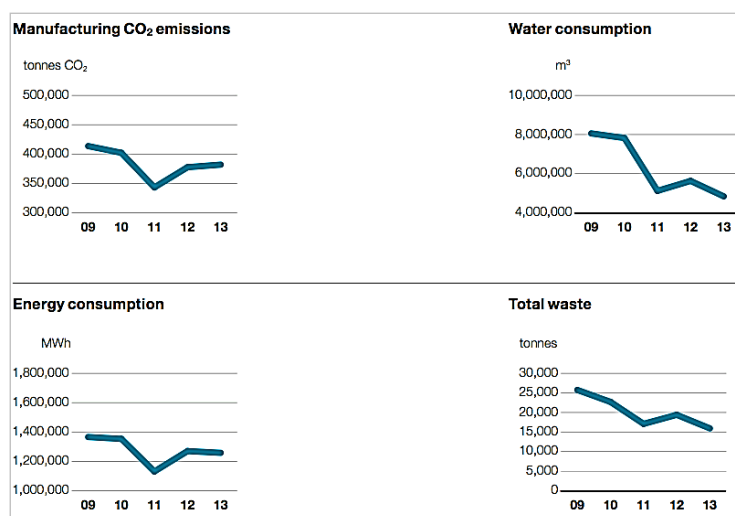 Manufacturing CO₂ emissions
tonnes CO₂
500,000
450,000
400,000
350,000
300,000
09 10 11 12 13
Water consumption
m³
10,000,000
8,000,000
6,000,000
4,000,000
09 10 11 12 13
Energy consumption
MWh
1,800,000
1,600,000
1,400,000
1,200,000
1,000,000
09 10 11 12 13
Total waste
tonnes
30,000
25,000
20,000
15,000
10,000
5,000
0
09 10 11 12 13